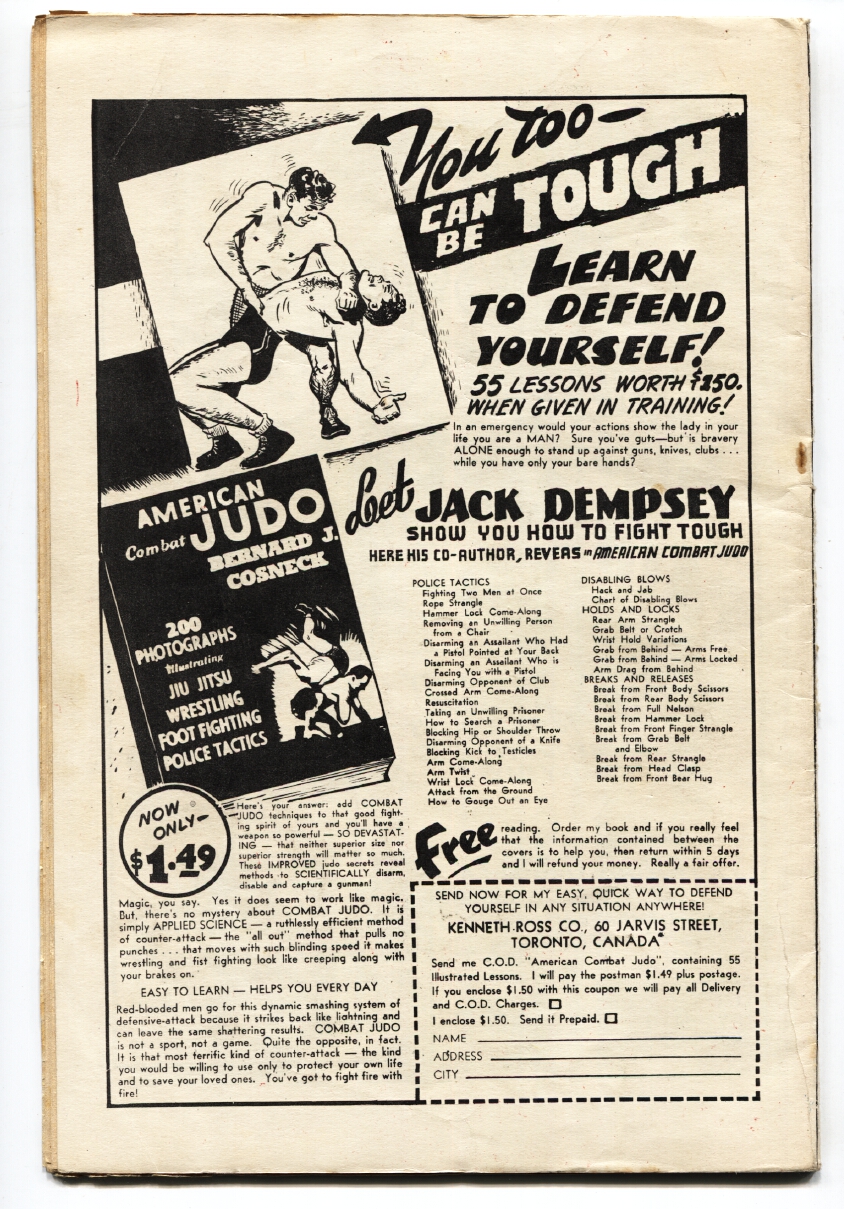 You too—
CAN BE TOUGH
LEARN
TO DEFEND
YOURSELF!
55 LESSONS WORTH $150.
WHEN GIVEN IN TRAINING!
In an emergency would your actions show the lady in your
life you are a MAN? Sure you've guts—but is bravery
ALONE enough to stand up against guns, knives, clubs . . .
while you have only your bare hands?
AMERICAN
Combat JUDO
BERNARD J.
COSNECK
200
PHOTOGRAPHS
Illustrating
JIU JITSU
WRESTLING
FOOT FIGHTING
POLICE TACTICS
Let JACK DEMPSEY
SHOW YOU HOW TO FIGHT TOUGH
HERE HIS CO-AUTHOR, REVEAS in AMERICAN COMBAT JUDO
POLICE TACTICS
Fighting Two Men at Once
Rope Strangle
Hammer Lock Come-Along
Removing an Unwilling Person
from a Chair
Disarming an Assailant Who Had
a Pistol Pointed at Your Back
Disarming an Assailant Who is
Facing You with a Pistol
Disarming Opponent of Club
Crossed Arm Come-Along
Resuscitation
Taking an Unwilling Prisoner
How to Search a Prisoner
Blocking Hip or Shoulder Throw
Disarming Opponent of a Knife
Blocking Kick to Testicles
Arm Come-Along
Arm Twist
Wrist Lock Come-Along
Attack from the Ground
How to Gouge Out an Eye
DISABLING BLOWS
Hack and Jab
Chart of Disabling Blows
HOLDS AND LOCKS
Rear Arm Strangle
Grab Belt or Crotch
Wrist Hold Variations
Grab from Behind — Arms Free
Grab from Behind — Arms Locked
Arm Drag from Behind
BREAKS AND RELEASES
Break from Front Body Scissors
Break from Rear Body Scissors
Break from Full Nelson
Break from Hammer Lock
Break from Front Finger Strangle
Break from Grab Belt
and Elbow
Break from Rear Strangle
Break from Head Clasp
Break from Front Bear Hug
NOW
ONLY—
$1.49
Here's your answer: add COMBAT
JUDO techniques to that good fight-
ing spirit of yours and you'll have a
weapon so powerful — SO DEVASTAT-
ING — that neither superior size nor
superior strength will matter so much.
These IMPROVED judo secrets reveal
methods to SCIENTIFICALLY disarm,
disable and capture a gunman!
Magic, you say. Yes it does seem to work like magic.
But, there's no mystery about COMBAT JUDO. It is
simply APPLIED SCIENCE — a ruthlessly efficient method
of counter-attack — the "all out" method that pulls no
punches . . . that moves with such blinding speed it makes
wrestling and fist fighting look like creeping along with
your brakes on.
EASY TO LEARN — HELPS YOU EVERY DAY
Red-blooded men go for this dynamic smashing system of
defensive-attack because it strikes back like lightning and
can leave the same shattering results. COMBAT JUDO
is not a sport, not a game. Quite the opposite, in fact.
It is that most terrific kind of counter-attack — the kind
you would be willing to use only to protect your own life
and to save your loved ones. You've got to fight fire with
fire!
Free reading. Order my book and if you really feel
that the information contained between the
covers is to help you, then return within 5 days
and I will refund your money. Really a fair offer.
SEND NOW FOR MY EASY, QUICK WAY TO DEFEND
YOURSELF IN ANY SITUATION ANYWHERE!
KENNETH ROSS CO., 60 JARVIS STREET,
TORONTO, CANADA
Send me C.O.D. "American Combat Judo", containing 55
Illustrated Lessons. I will pay the postman $1.49 plus postage.
If you enclose $1.50 with this coupon we will pay all Delivery
and C.O.D. Charges.
I enclose $1.50. Send it Prepaid.
NAME
ADDRESS
CITY